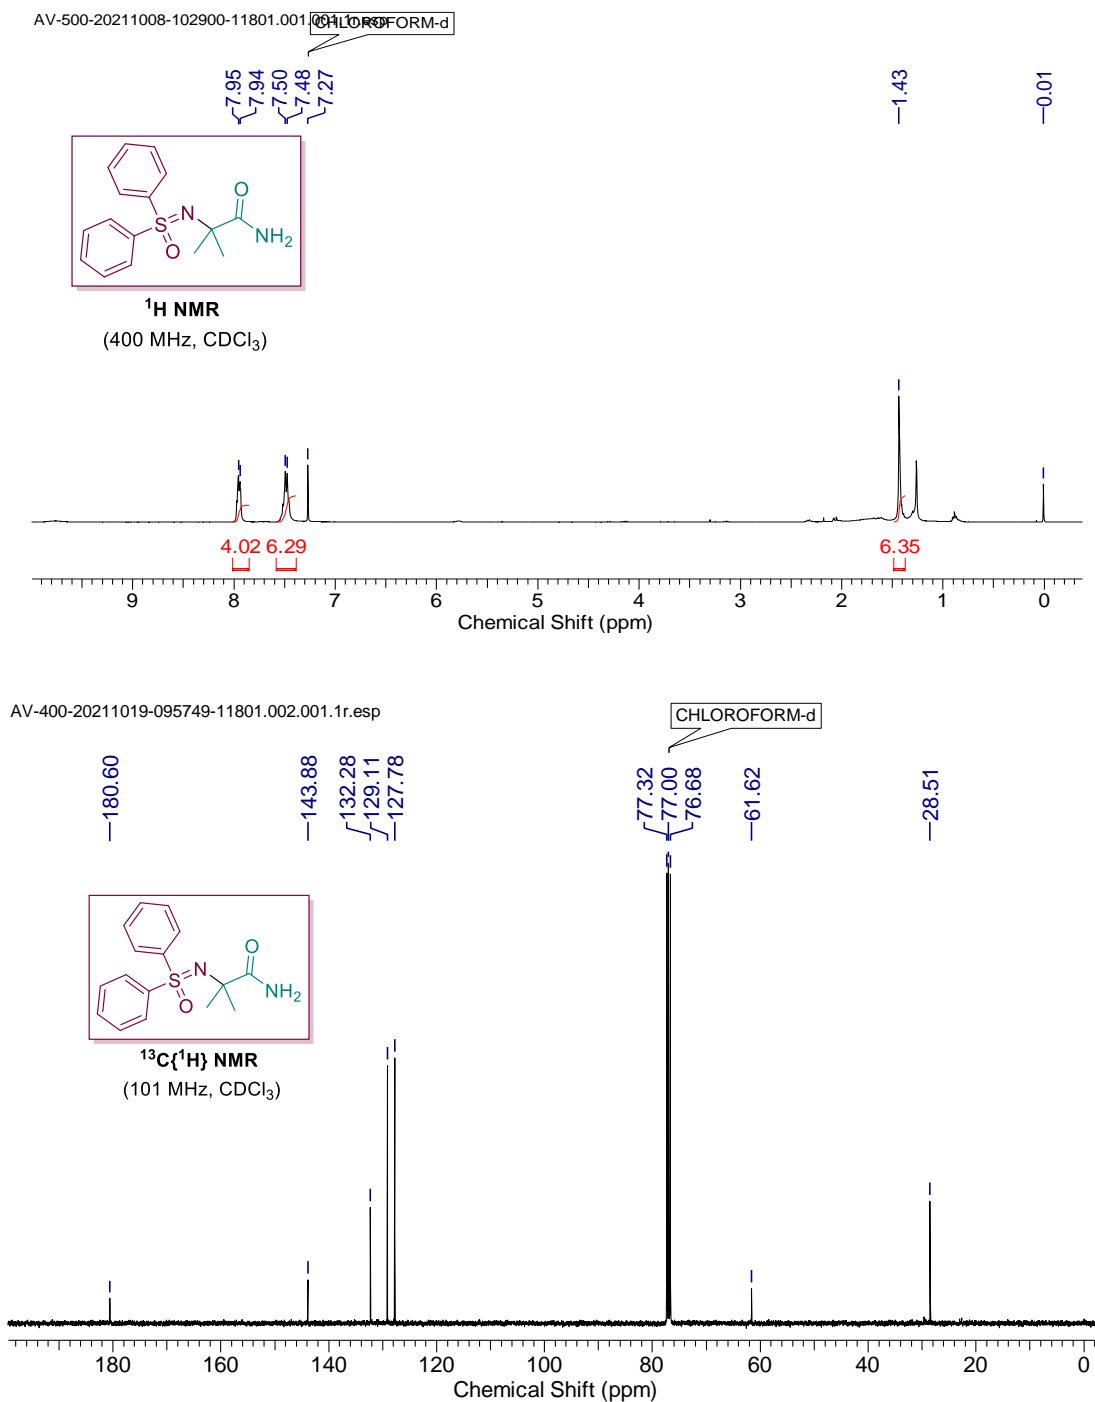 AV-500-20211008-102900-11801.001.001.1r.esp
CHLOROFORM-d
7.95
7.94
7.50
7.48
7.27
1.43
-0.01
O
S
N
O
NH2
1H NMR
(400 MHz, CDCl3)
4.02 6.29 6.35
9 8 7 6 5 4 3 2 1 0
Chemical Shift (ppm)
AV-400-20211019-095749-11801.002.001.1r.esp
CHLOROFORM-d
180.60
143.88
132.28
129.11
127.78
77.32
77.00
76.68
61.62
28.51
O
S
N
O
NH2
13C{1H} NMR
(101 MHz, CDCl3)
180 160 140 120 100 80 60 40 20 0
Chemical Shift (ppm)